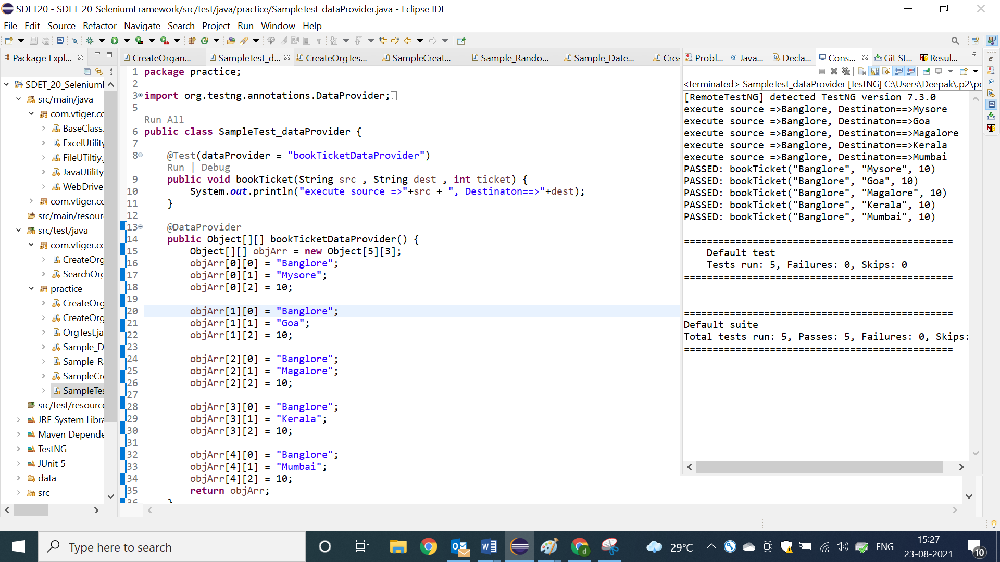 SDET20 - SDET_20_SeleniumFramework/src/test/java/practice/SampleTest_dataProvider.java - Eclipse IDE
File Edit Source Refactor Navigate Search Project Run Window Help
Package Expl...
CreateOrgan... SampleTest_d... CreateOrgTes... SampleCreat... Sample_Rando... Sample_Date... Crea
Probl... Java... Decla... Cons... Git St... Resul...
SDET_20_Selenium
src/main/java
com.vtiger.cc
BaseClass.
ExcelUtility
FileUTiltiy.
JavaUtility
WebDrive
com.vtiger.cc
src/main/resour
src/test/java
com.vtiger.cc
CreateOrg
SearchOrg
practice
CreateOrg
CreateOrg
OrgTest.ja
Sample_D
Sample_R
SampleCr
SampleTes
src/test/resource
JRE System Libra
Maven Depende
TestNG
JUnit 5
data
src
1 package practice;
2
3 import org.testng.annotations.DataProvider;
5
Run All
6 public class SampleTest_dataProvider {
7
8 @Test(dataProvider = "bookTicketDataProvider")
Run | Debug
9 public void bookTicket(String src , String dest , int ticket) {
10 System.out.println("execute source =>"+src + ", Destinaton==>"+dest);
11 }
12
13 @DataProvider
14 public Object[][] bookTicketDataProvider() {
15 Object[][] objArr = new Object[5][3];
16 objArr[0][0] = "Banglore";
17 objArr[0][1] = "Mysore";
18 objArr[0][2] = 10;
19
20 objArr[1][0] = "Banglore";
21 objArr[1][1] = "Goa";
22 objArr[1][2] = 10;
23
24 objArr[2][0] = "Banglore";
25 objArr[2][1] = "Magalore";
26 objArr[2][2] = 10;
27
28 objArr[3][0] = "Banglore";
29 objArr[3][1] = "Kerala";
30 objArr[3][2] = 10;
31
32 objArr[4][0] = "Banglore";
33 objArr[4][1] = "Mumbai";
34 objArr[4][2] = 10;
35 return objArr;
36 }
<terminated> SampleTest_dataProvider [TestNG] C:\Users\Deepak\.p2\po
[RemoteTestNG] detected TestNG version 7.3.0
execute source =>Banglore, Destinaton==>Mysore
execute source =>Banglore, Destinaton==>Goa
execute source =>Banglore, Destinaton==>Magalore
execute source =>Banglore, Destinaton==>Kerala
execute source =>Banglore, Destinaton==>Mumbai
PASSED: bookTicket("Banglore", "Mysore", 10)
PASSED: bookTicket("Banglore", "Goa", 10)
PASSED: bookTicket("Banglore", "Magalore", 10)
PASSED: bookTicket("Banglore", "Kerala", 10)
PASSED: bookTicket("Banglore", "Mumbai", 10)
===============================================
Default test
Tests run: 5, Failures: 0, Skips: 0
===============================================
===============================================
Default suite
Total tests run: 5, Passes: 5, Failures: 0, Skips:
===============================================
Type here to search
29°C
ENG
15:27
23-08-2021
10